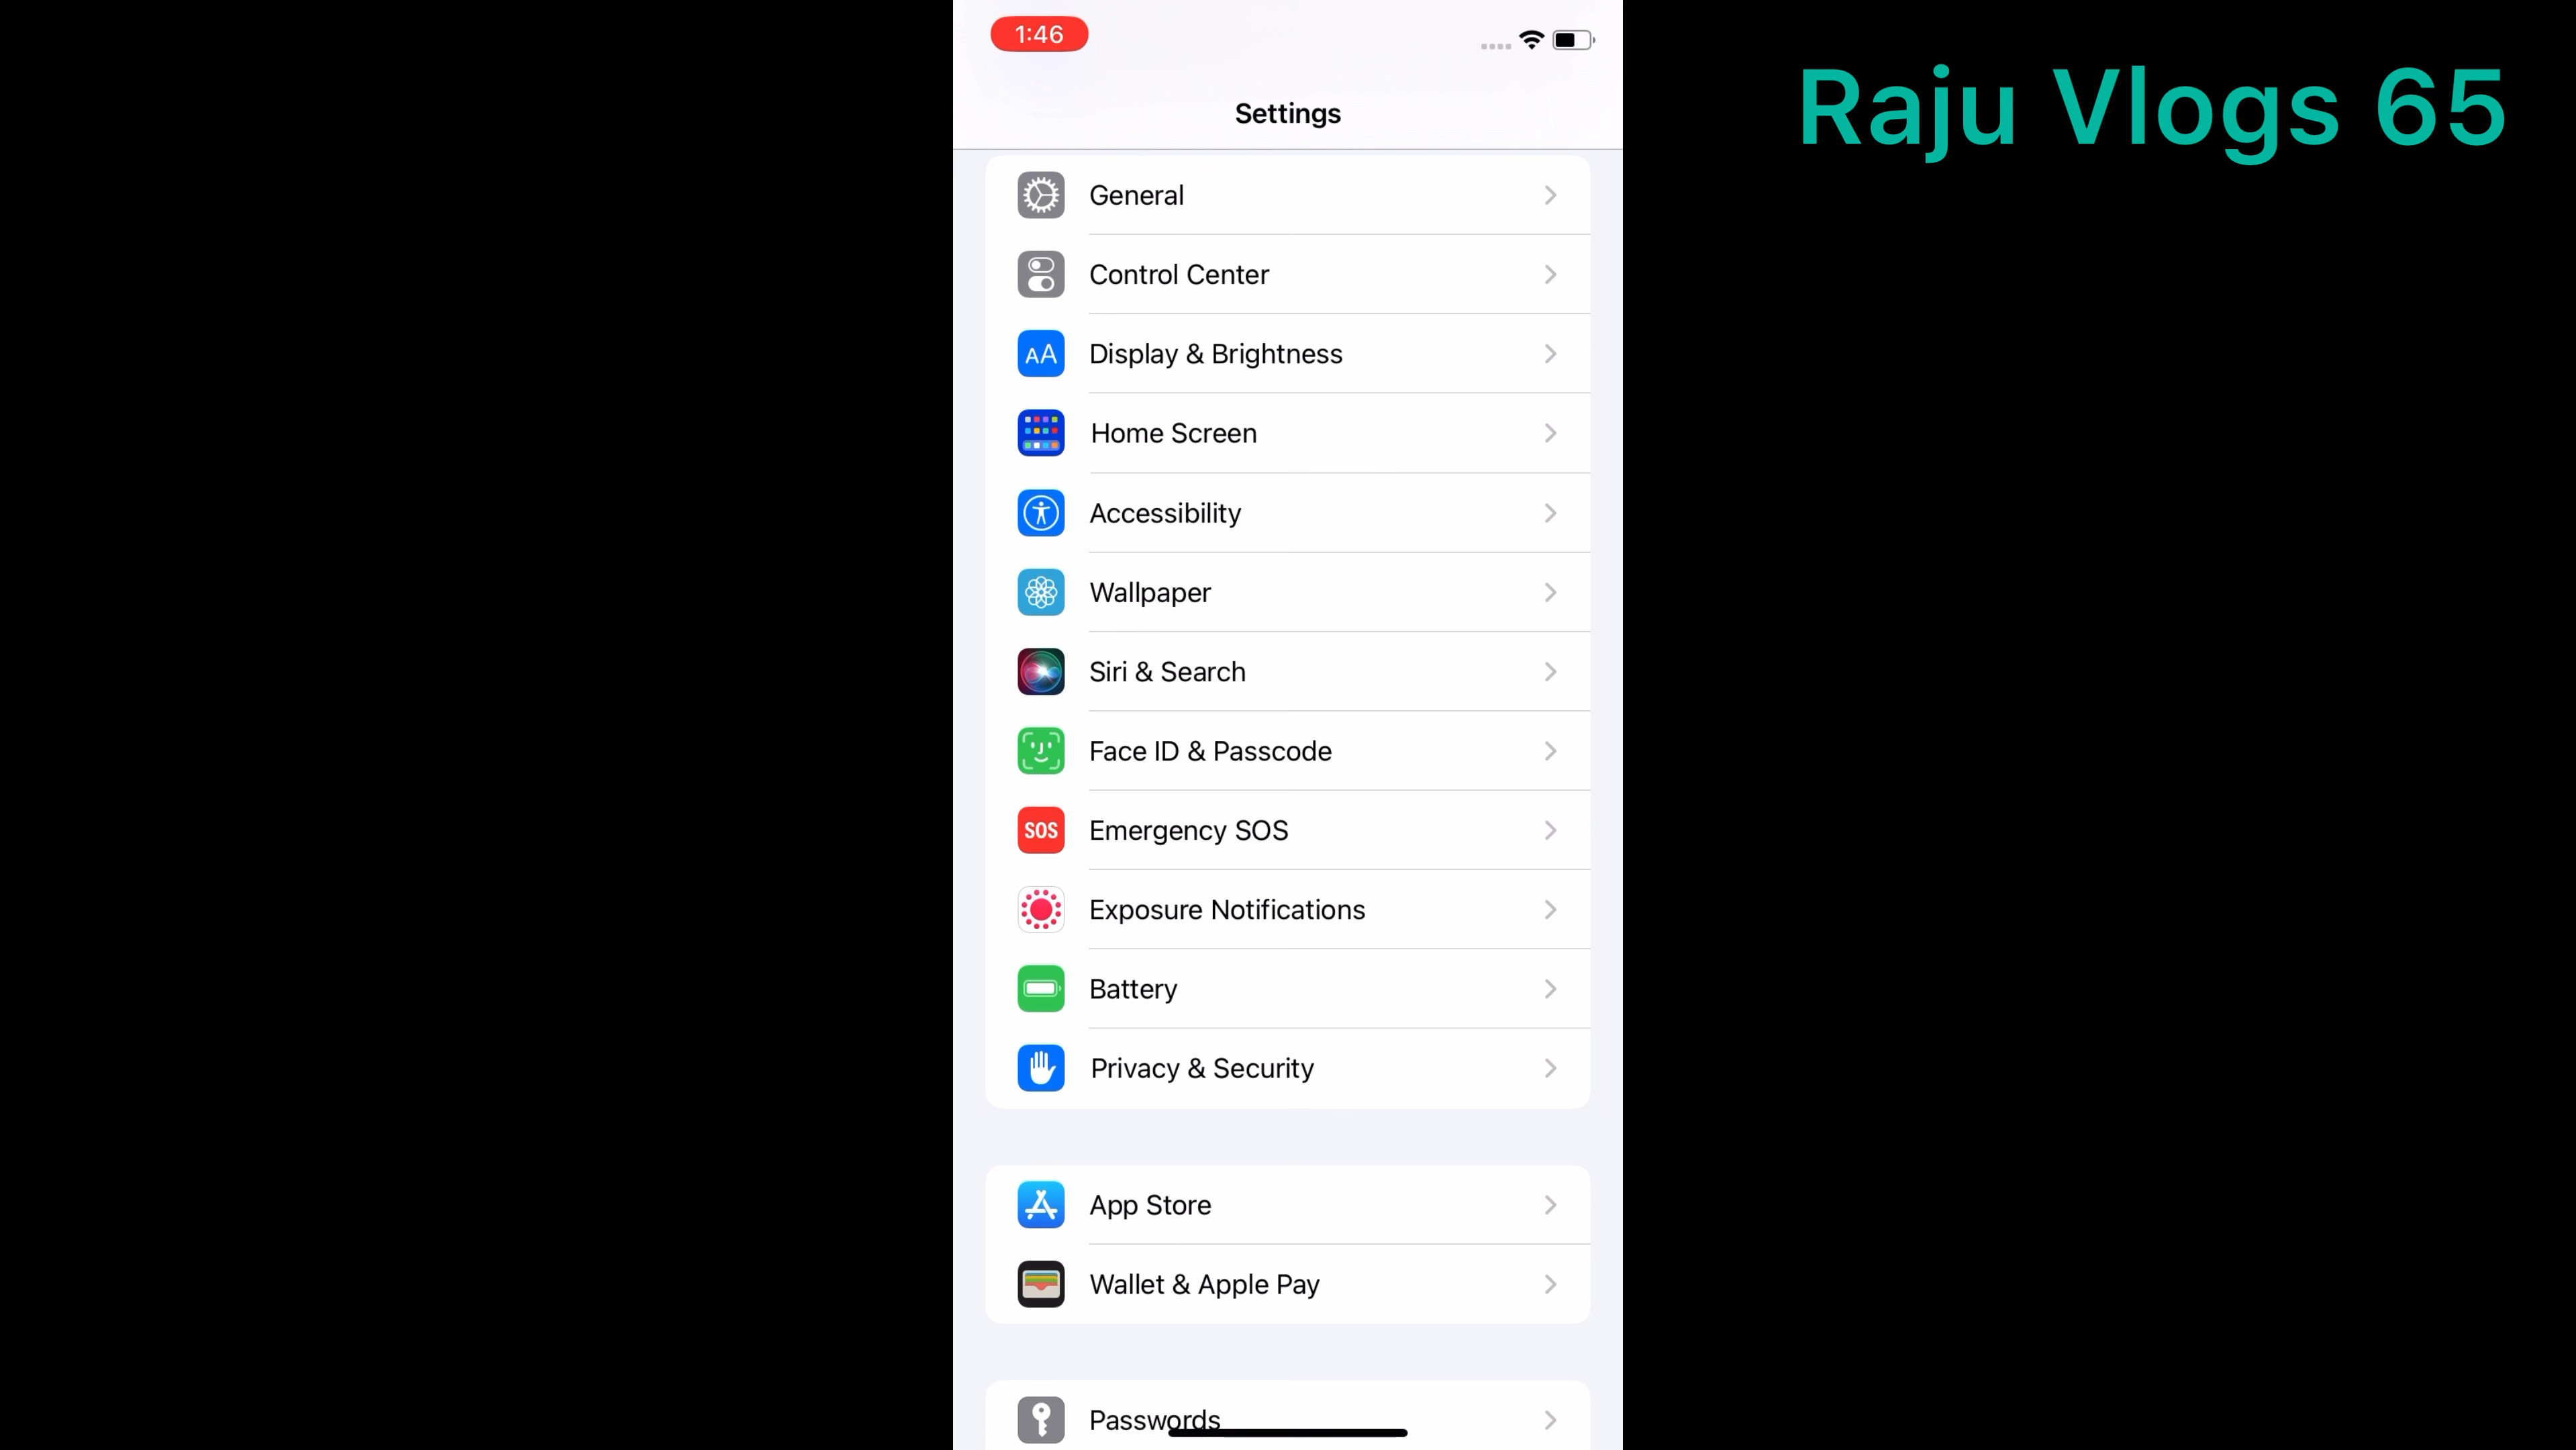 1:46
Raju Vlogs 65
Settings
General
Control Center
AA Display & Brightness
Home Screen
Accessibility
Wallpaper
Siri & Search
Face ID & Passcode
SOS Emergency SOS
Exposure Notifications
Battery
Privacy & Security
App Store
Wallet & Apple Pay
Passwords